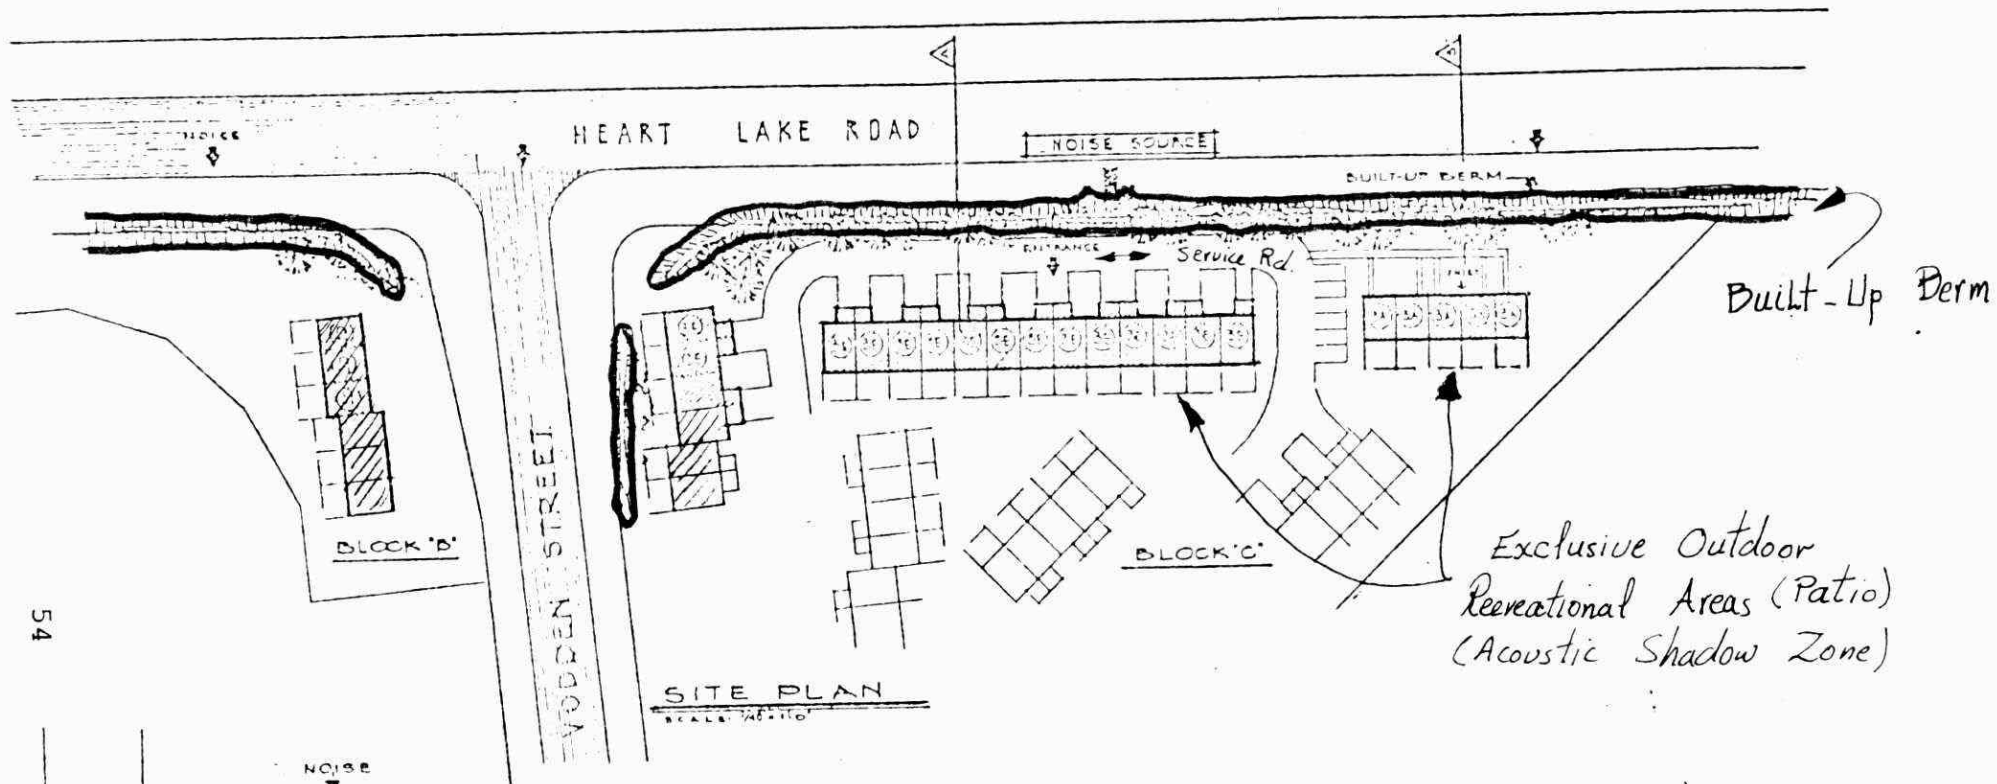 NOISE
HEART LAKE ROAD
NOISE SOURCE
BUILT-UP BERM
ENTRANCE
Service Rd.
Built-Up Berm
BLOCK "B"
VODDEN STREET
BLOCK "C"
Exclusive Outdoor
Recreational Areas (Patio)
(Acoustic Shadow Zone)
54
SITE PLAN
NOISE